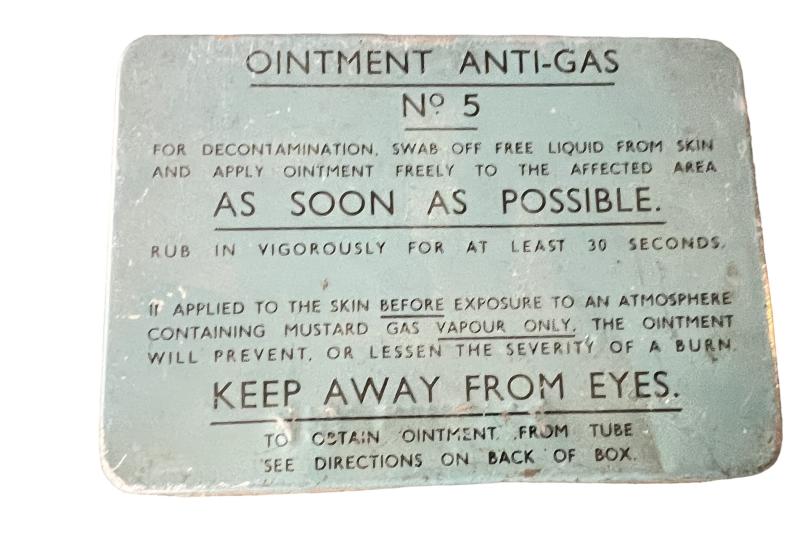 OINTMENT ANTI-GAS
Nº 5
FOR DECONTAMINATION, SWAB OFF FREE LIQUID FROM SKIN
AND APPLY OINTMENT FREELY TO THE AFFECTED AREA
AS SOON AS POSSIBLE.
RUB IN VIGOROUSLY FOR AT LEAST 30 SECONDS.
If APPLIED TO THE SKIN BEFORE EXPOSURE TO AN ATMOSPHERE
CONTAINING MUSTARD GAS VAPOUR ONLY, THE OINTMENT
WILL PREVENT, OR LESSEN THE SEVERITY OF A BURN.
KEEP AWAY FROM EYES.
TO OBTAIN OINTMENT FROM TUBE
SEE DIRECTIONS ON BACK OF BOX.